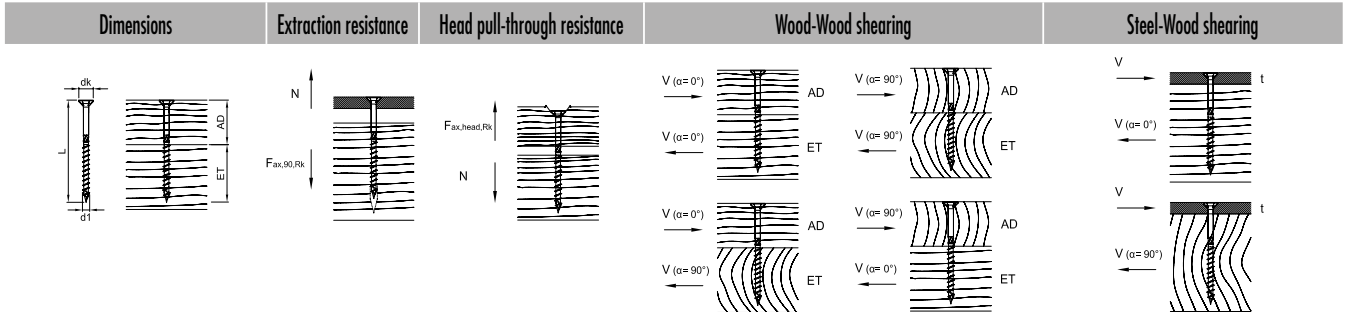 Dimensions
Extraction resistance
Head pull-through resistance
Wood-Wood shearing
Steel-Wood shearing
dk
L
d1
AD
ET
N
Fax,90,Rk
Fax,head,Rk
N
V (α= 0°)
AD
V (α= 0°)
ET
V (α= 90°)
AD
V (α= 90°)
ET
V (α= 0°)
AD
V (α= 90°)
ET
V (α= 90°)
AD
V (α= 0°)
ET
V
t
V (α= 0°)
V
t
V (α= 90°)